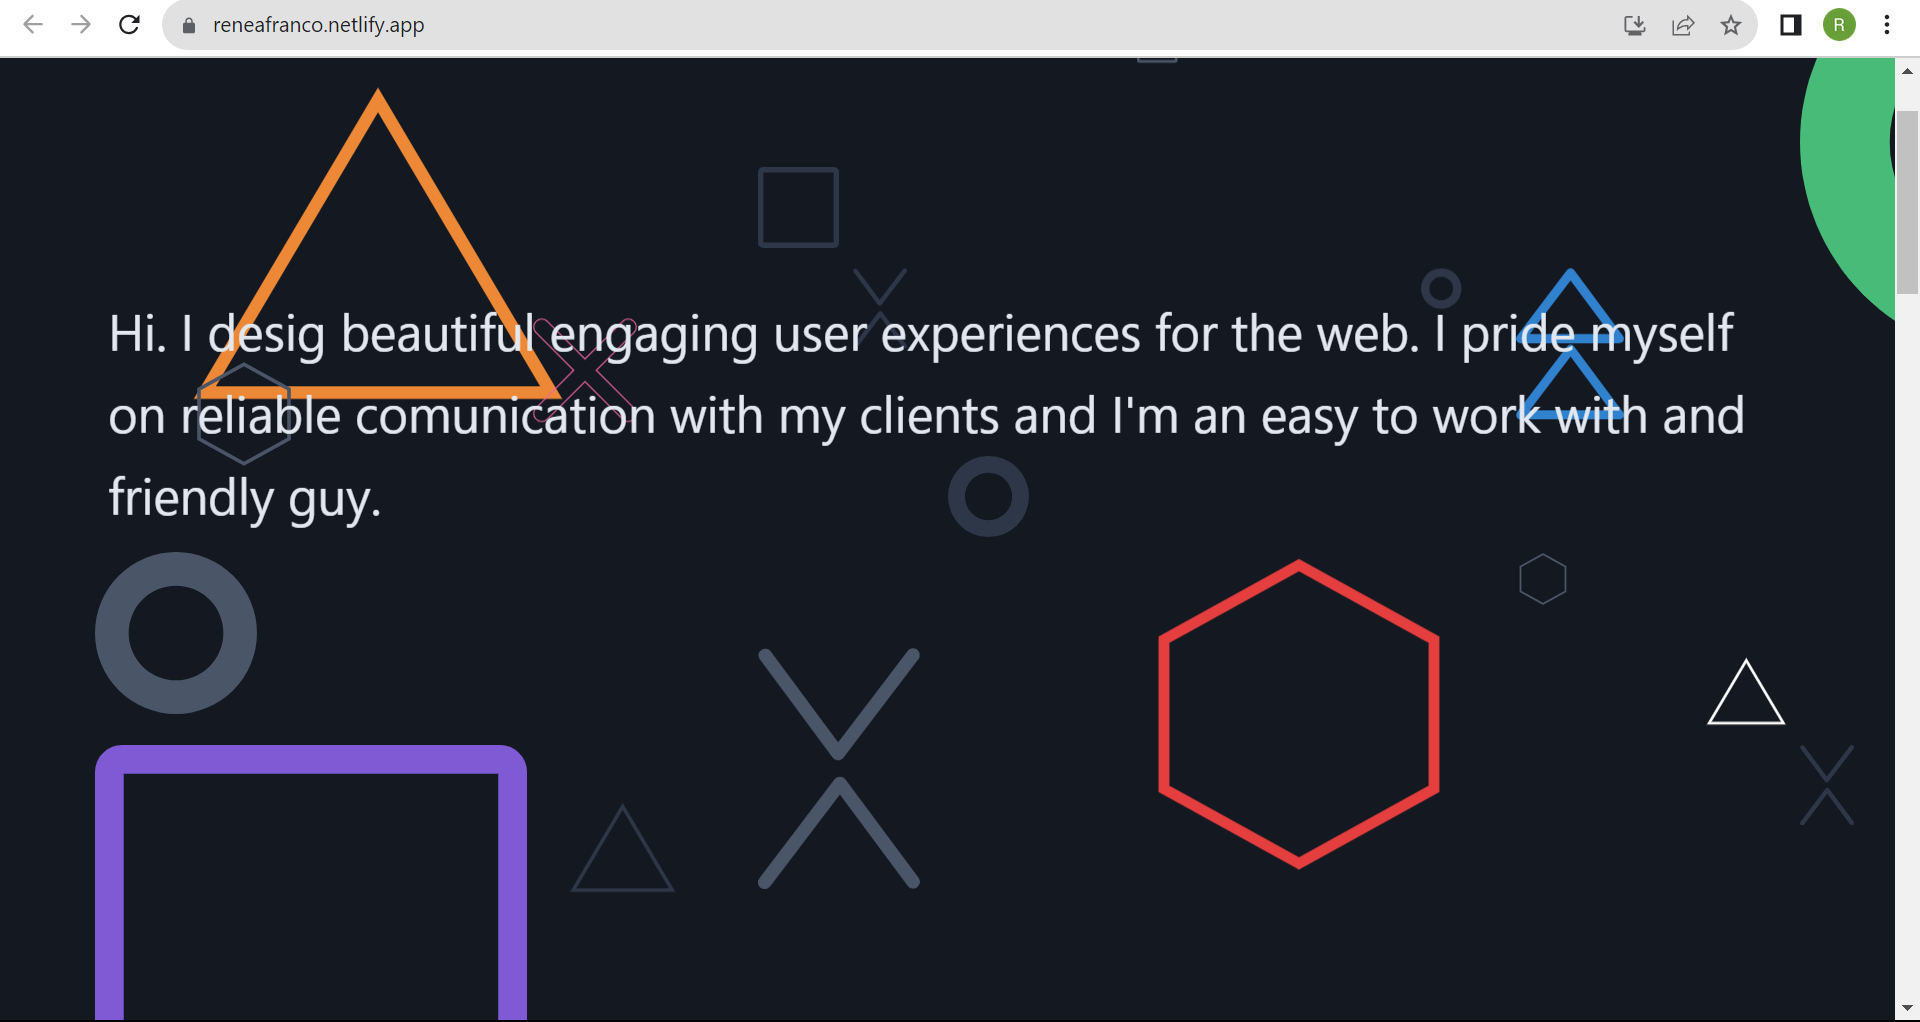 reneafranco.netlify.app
R
Hi. I desig beautiful engaging user experiences for the web. I pride myself
on reliable comunication with my clients and I'm an easy to work with and
friendly guy.